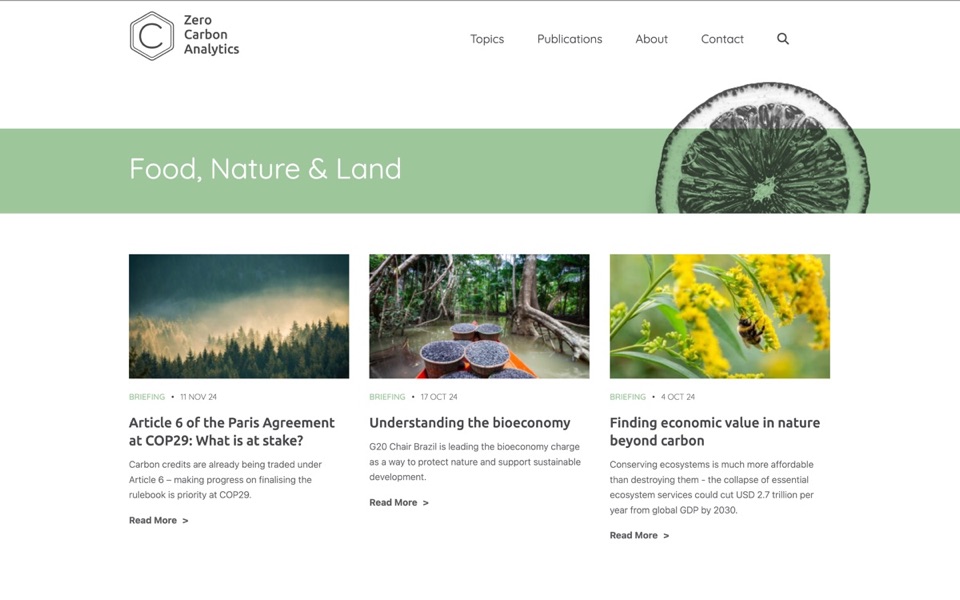 Zero
Carbon
Analytics
Topics Publications About Contact
Food, Nature & Land
BRIEFING • 11 NOV 24
Article 6 of the Paris Agreement
at COP29: What is at stake?
Carbon credits are already being traded under
Article 6 – making progress on finalising the
rulebook is priority at COP29.
Read More >
BRIEFING • 17 OCT 24
Understanding the bioeconomy
G20 Chair Brazil is leading the bioeconomy charge
as a way to protect nature and support sustainable
development.
Read More >
BRIEFING • 4 OCT 24
Finding economic value in nature
beyond carbon
Conserving ecosystems is much more affordable
than destroying them - the collapse of essential
ecosystem services could cut USD 2.7 trillion per
year from global GDP by 2030.
Read More >